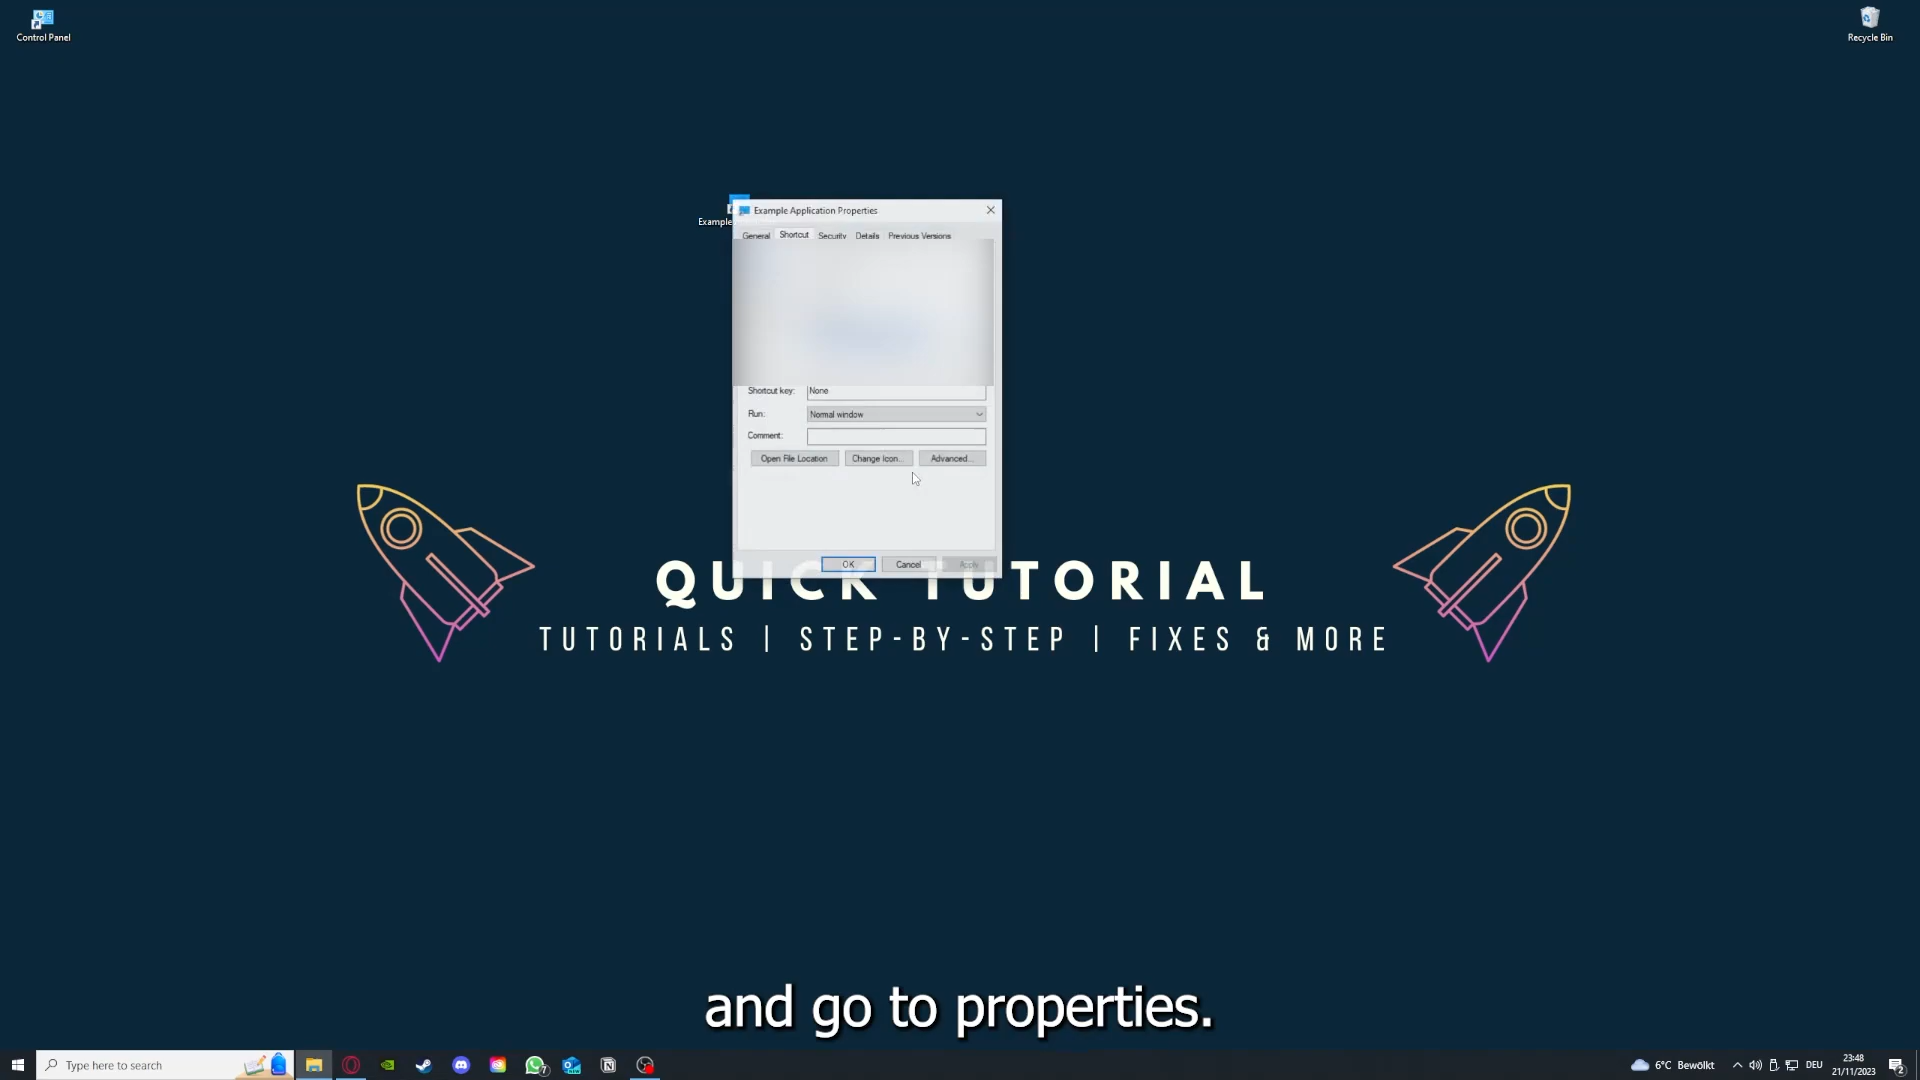 Control Panel
Recycle Bin
Example
Example Application Properties
General Shortcut Security Details Previous Versions
Shortcut key: None
Run: Normal window
Comment:
Open File Location Change Icon... Advanced...
OK Cancel Apply
QUICK TUTORIAL
TUTORIALS | STEP-BY-STEP | FIXES & MORE
and go to properties.
Type here to search
7
6°C Bewölkt
DEU
23:48
21/11/2023
2